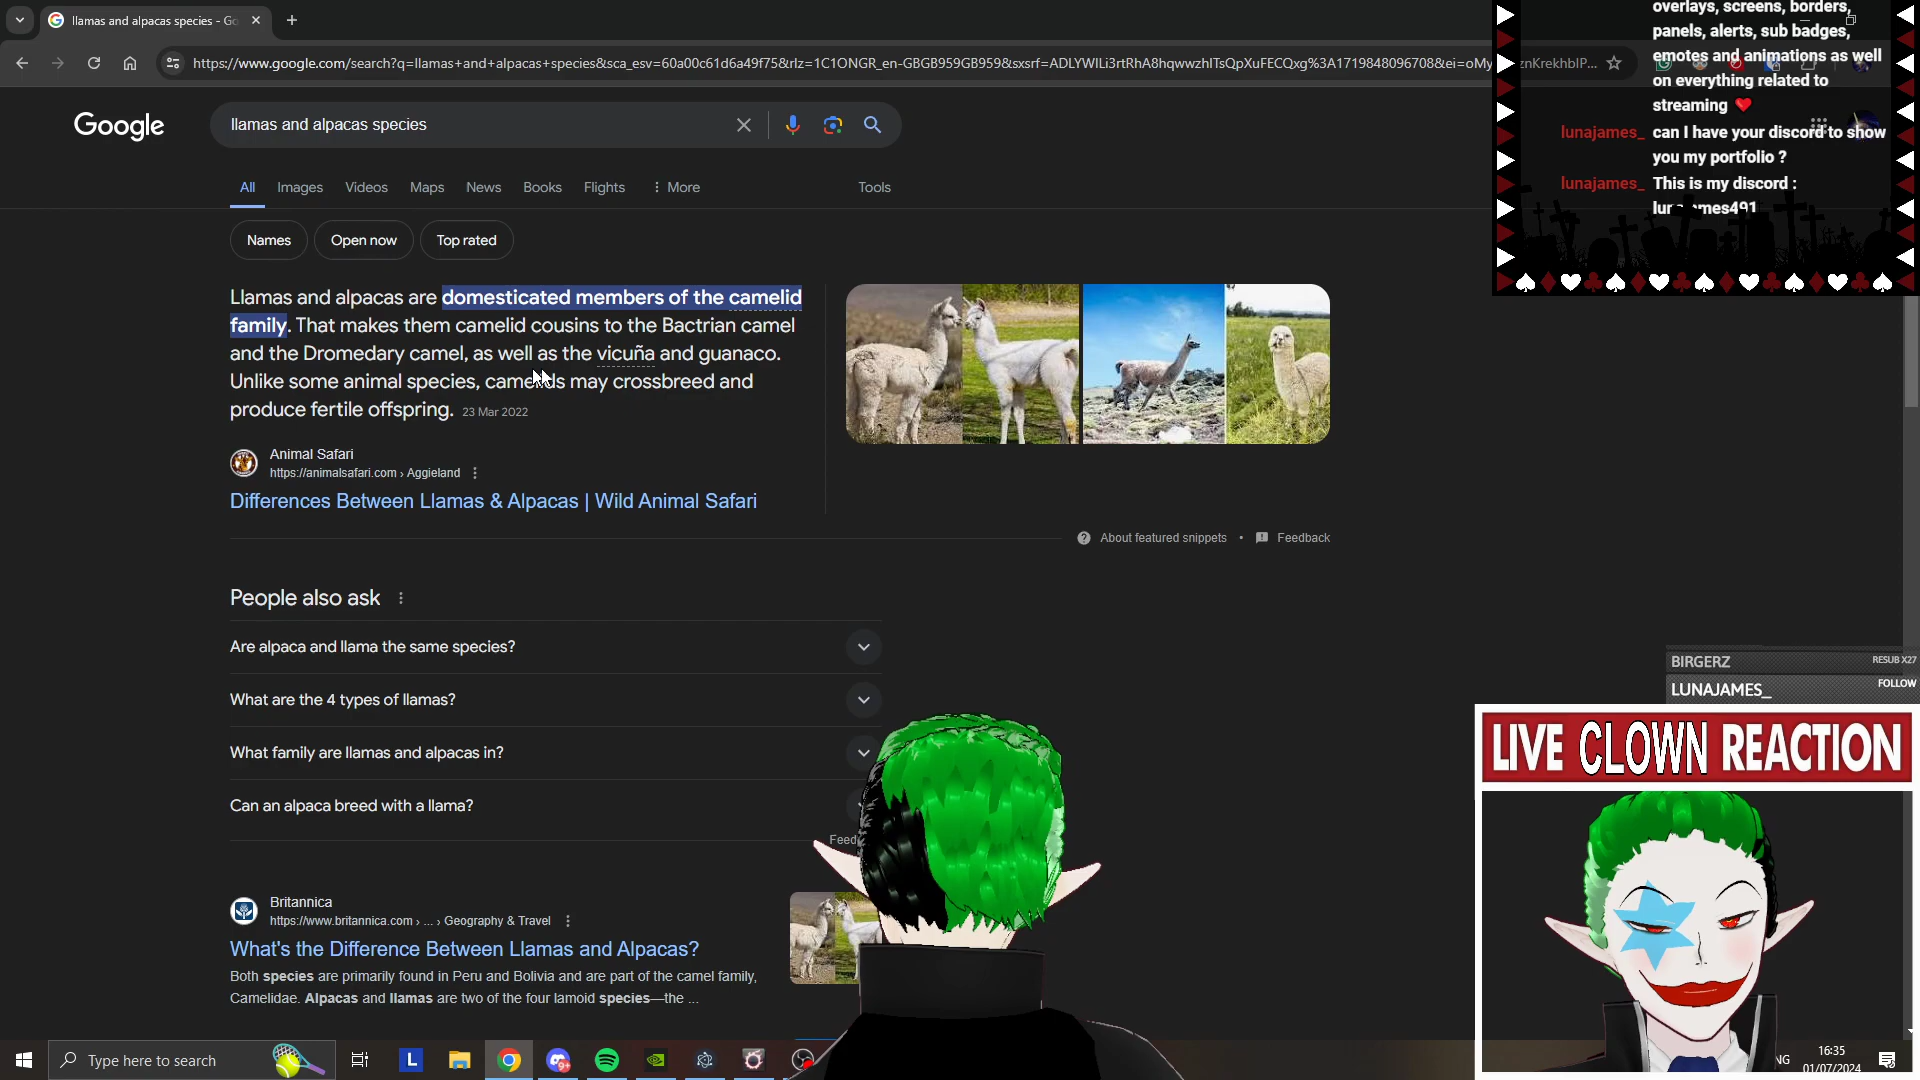 llamas and alpacas species - Go
https://www.google.com/search?q=llamas+and+alpacas+species&sca_esv=60a00c61d6a49f75&rlz=1C1ONGR_en-GBGB959GB959&sxsrf=ADLYWILi3rtRhA8hqwwzhITsQpXuFECQxg%3A1719848096708&ei=oMy
znKrekhbIP...
Google
llamas and alpacas species
All
Images
Videos
Maps
News
Books
Flights
More
Tools
Names
Open now
Top rated
Llamas and alpacas are domesticated members of the camelid
family. That makes them camelid cousins to the Bactrian camel
and the Dromedary camel, as well as the vicuña and guanaco.
Unlike some animal species, camelids may crossbreed and
produce fertile offspring. 23 Mar 2022
Animal Safari
https://animalsafari.com › Aggieland
Differences Between Llamas & Alpacas | Wild Animal Safari
About featured snippets
•
Feedback
People also ask
Are alpaca and llama the same species?
What are the 4 types of llamas?
What family are llamas and alpacas in?
Can an alpaca breed with a llama?
Feed
Britannica
https://www.britannica.com › ... › Geography & Travel
What's the Difference Between Llamas and Alpacas?
Both species are primarily found in Peru and Bolivia and are part of the camel family,
Camelidae. Alpacas and llamas are two of the four lamoid species—the ...
overlays, screens, borders,
panels, alerts, sub badges,
emotes and animations as well
on everything related to
streaming
lunajames_ can I have your discord to show
you my portfolio ?
lunajames_ This is my discord :
BIRGERZ
RESUB X27
LUNAJAMES_
FOLLOW
LIVE CLOWN REACTION
Type here to search
L
NG
16:35
01/07/2024